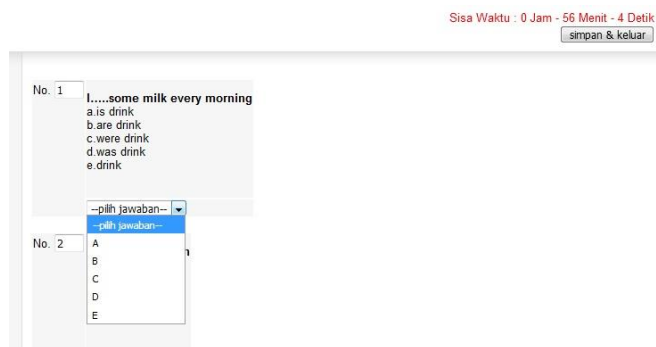 Sisa Waktu : 0 Jam - 56 Menit - 4 Detik
simpan & keluar
No. 1
I.....some milk every morning
a.is drink
b.are drink
c.were drink
d.was drink
e.drink
--pilih jawaban--
--pilih jawaban--
No. 2
A
B
C
D
E